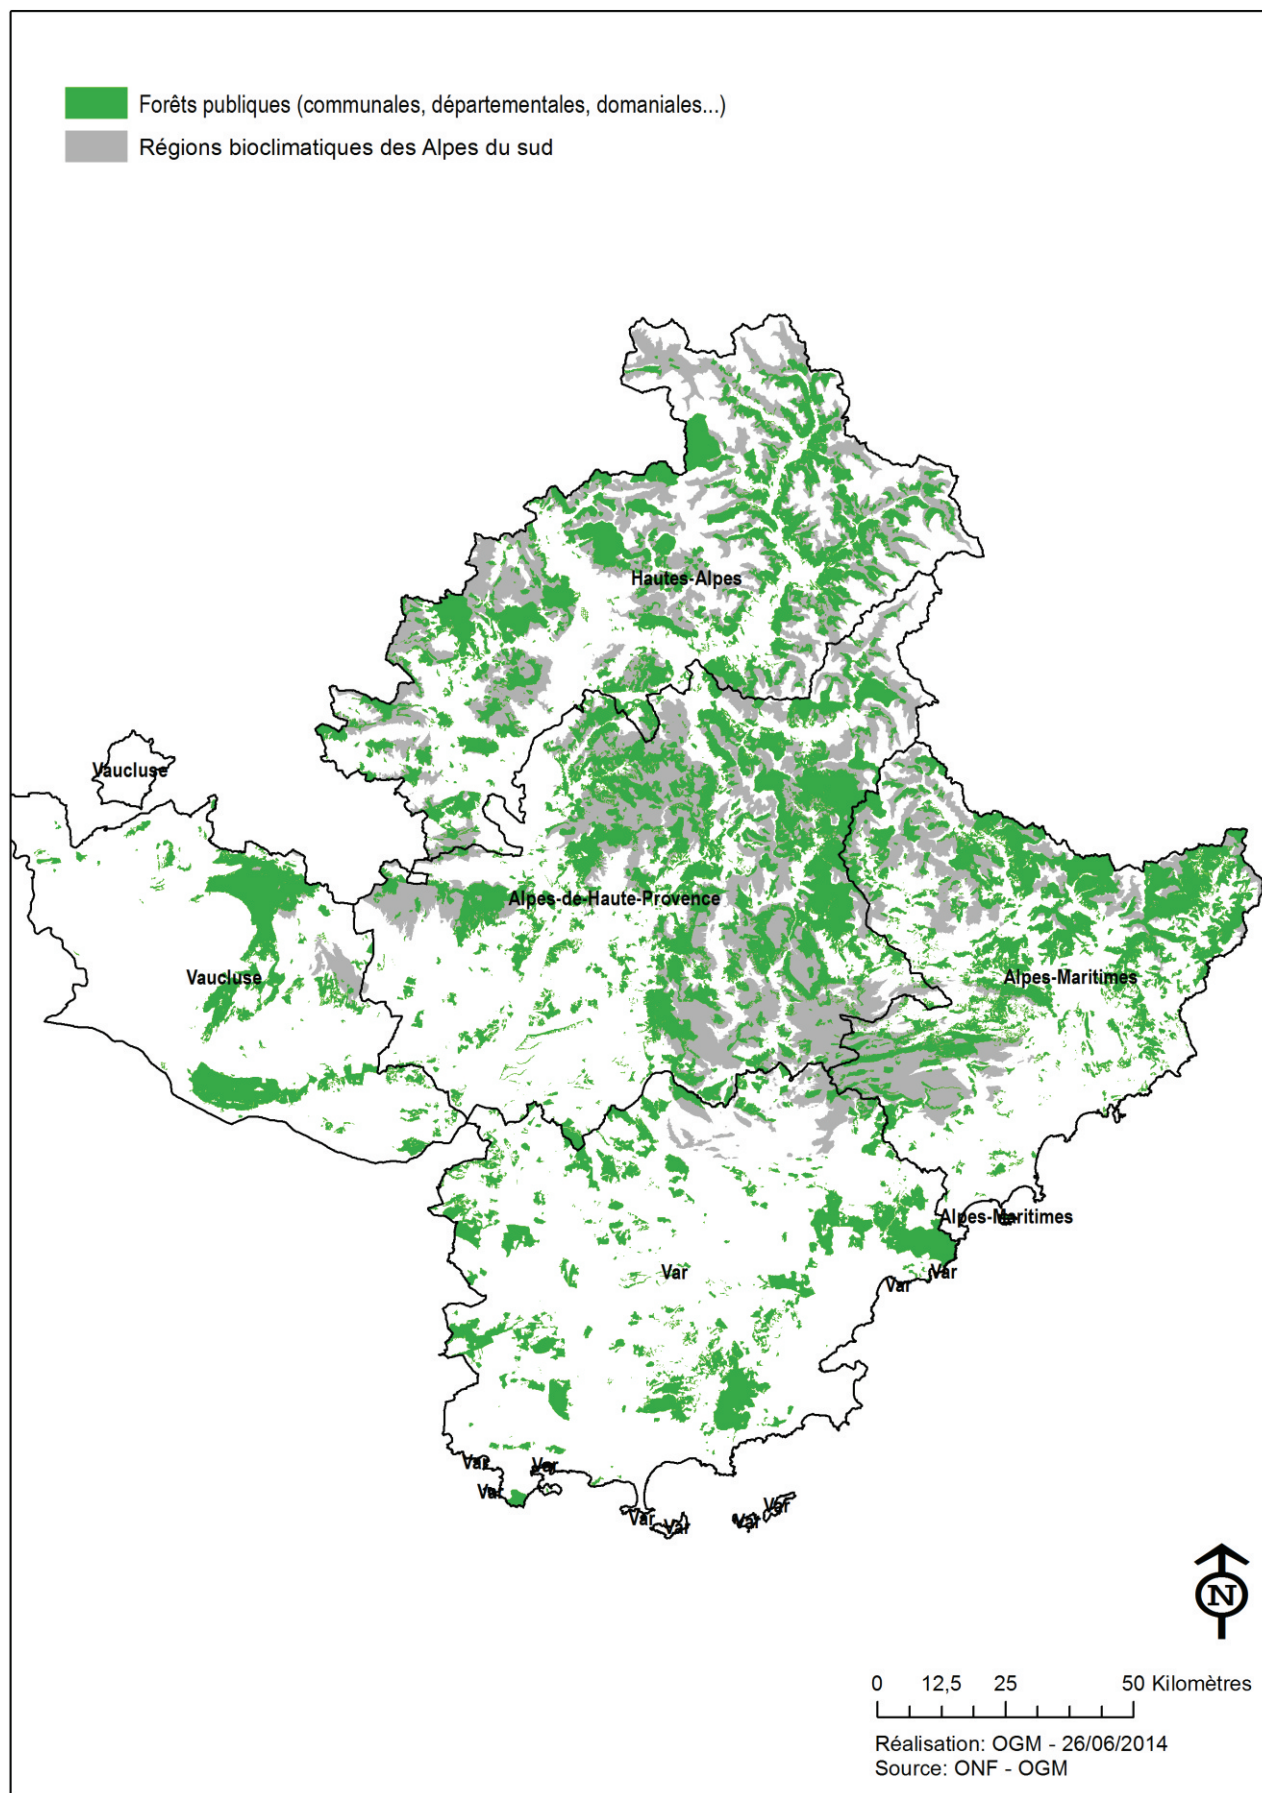 Forêts publiques (communales, départementales, domaniales...)
Régions bioclimatiques des Alpes du sud
Hautes-Alpes
Vaucluse
Alpes-de-Haute-Provence
Vaucluse
Alpes-Maritimes
Alpes-Maritimes
Var
Var
Var
Var
Var
Var
Var
Var
Var
Var
N
0 12,5 25 50 Kilomètres
Réalisation: OGM - 26/06/2014
Source: ONF - OGM